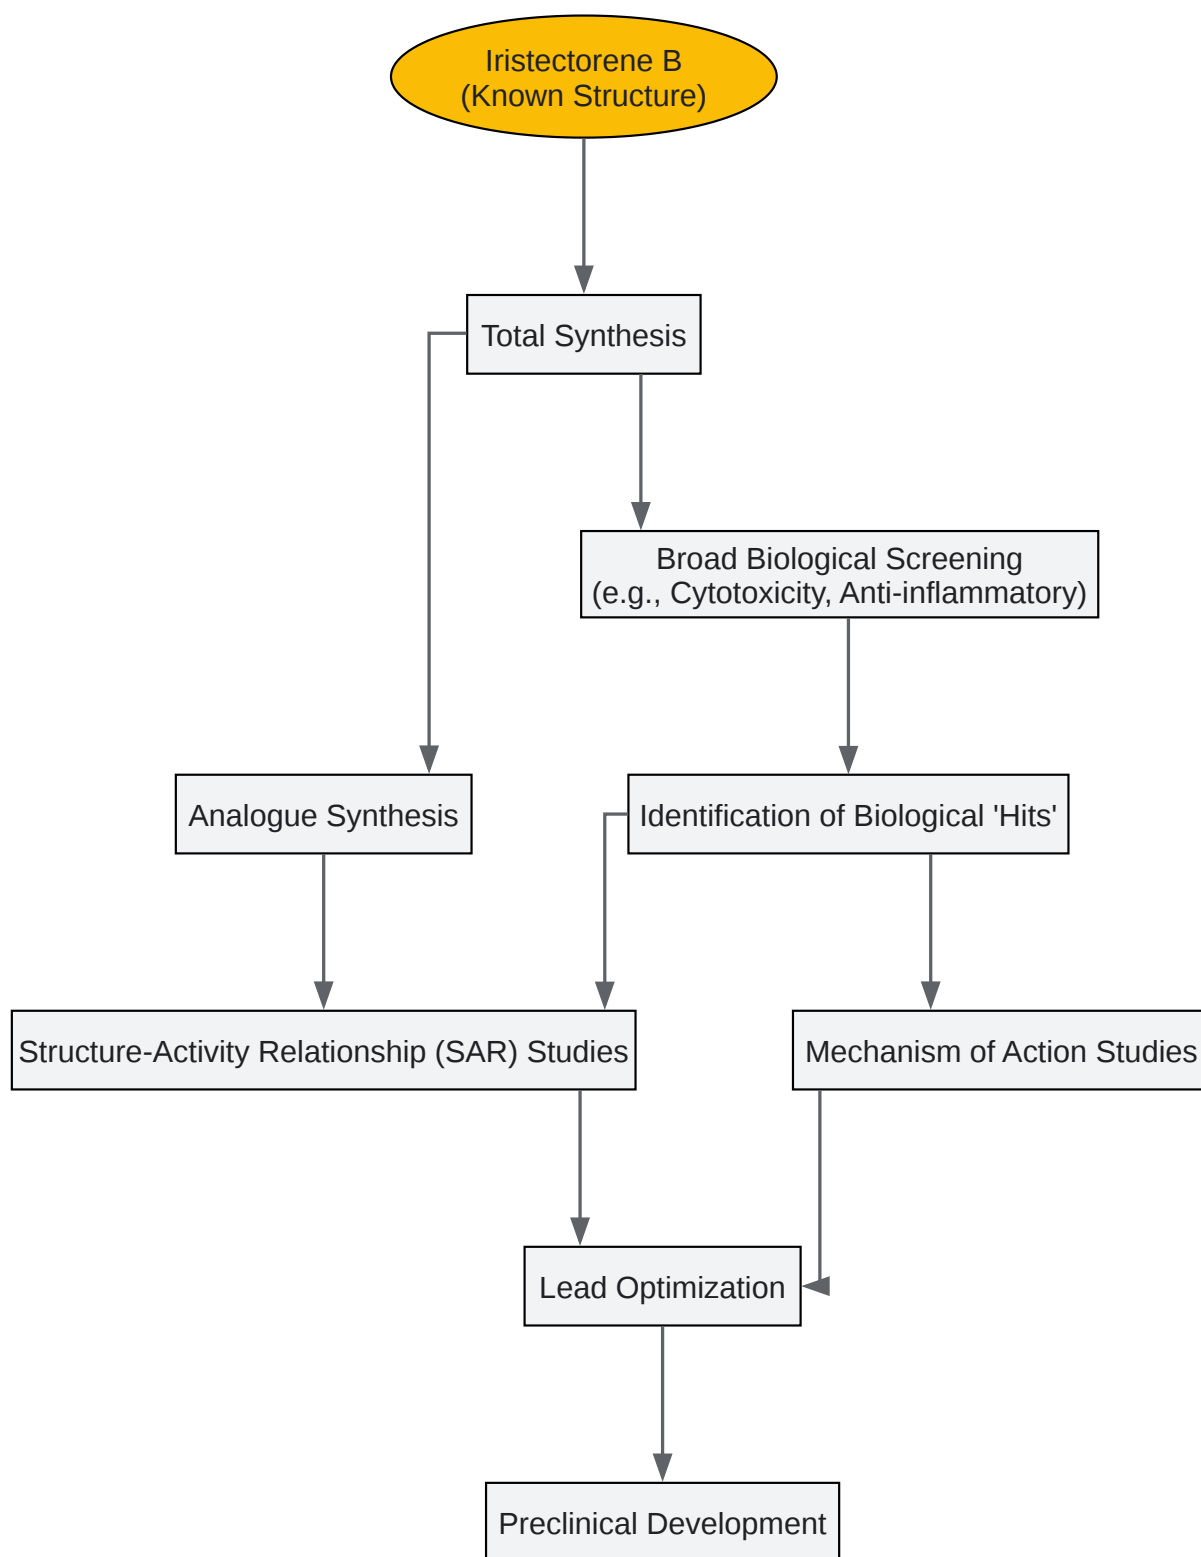 Iristectorene B
(Known Structure)
Total Synthesis
Broad Biological Screening
(e.g., Cytotoxicity, Anti-inflammatory)
Analogue Synthesis
Identification of Biological 'Hits'
Structure-Activity Relationship (SAR) Studies
Mechanism of Action Studies
Lead Optimization
Preclinical Development